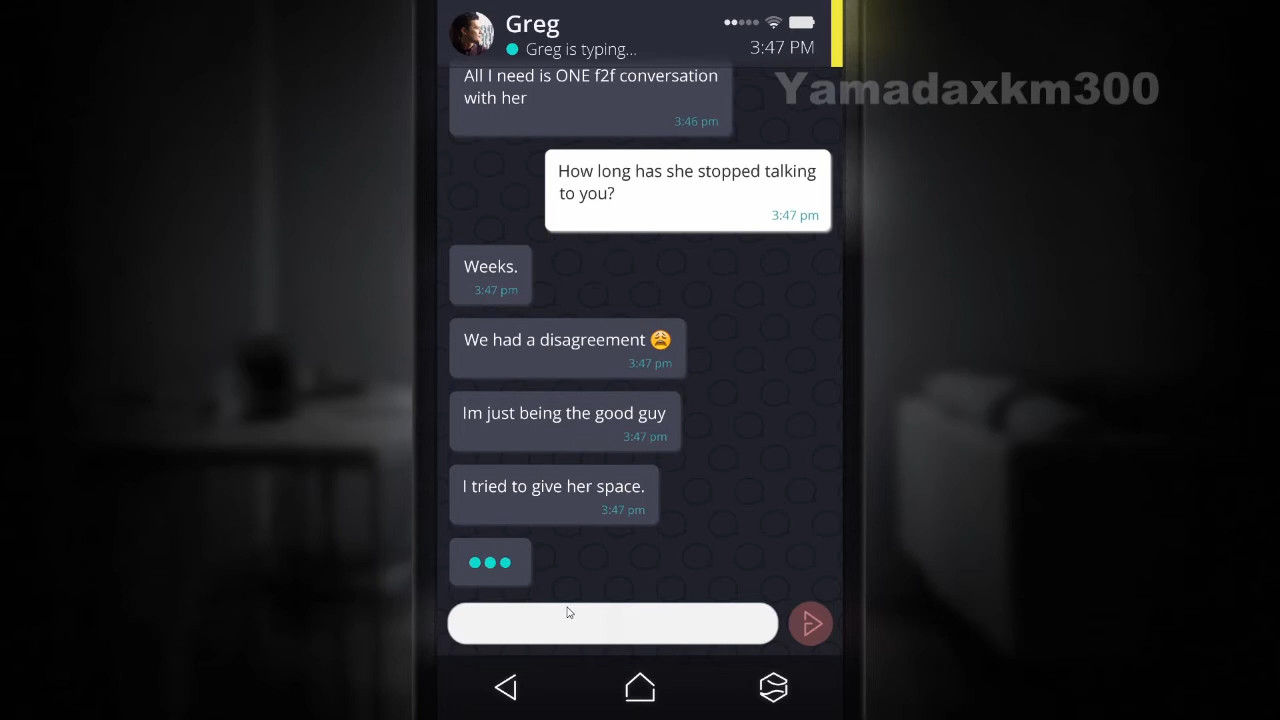 Greg
Greg is typing...
3:47 PM
Yamadaxkm300
All I need is ONE f2f conversation
with her
3:46 pm
How long has she stopped talking
to you?
3:47 pm
Weeks.
3:47 pm
We had a disagreement 😩
3:47 pm
Im just being the good guy
3:47 pm
I tried to give her space.
3:47 pm